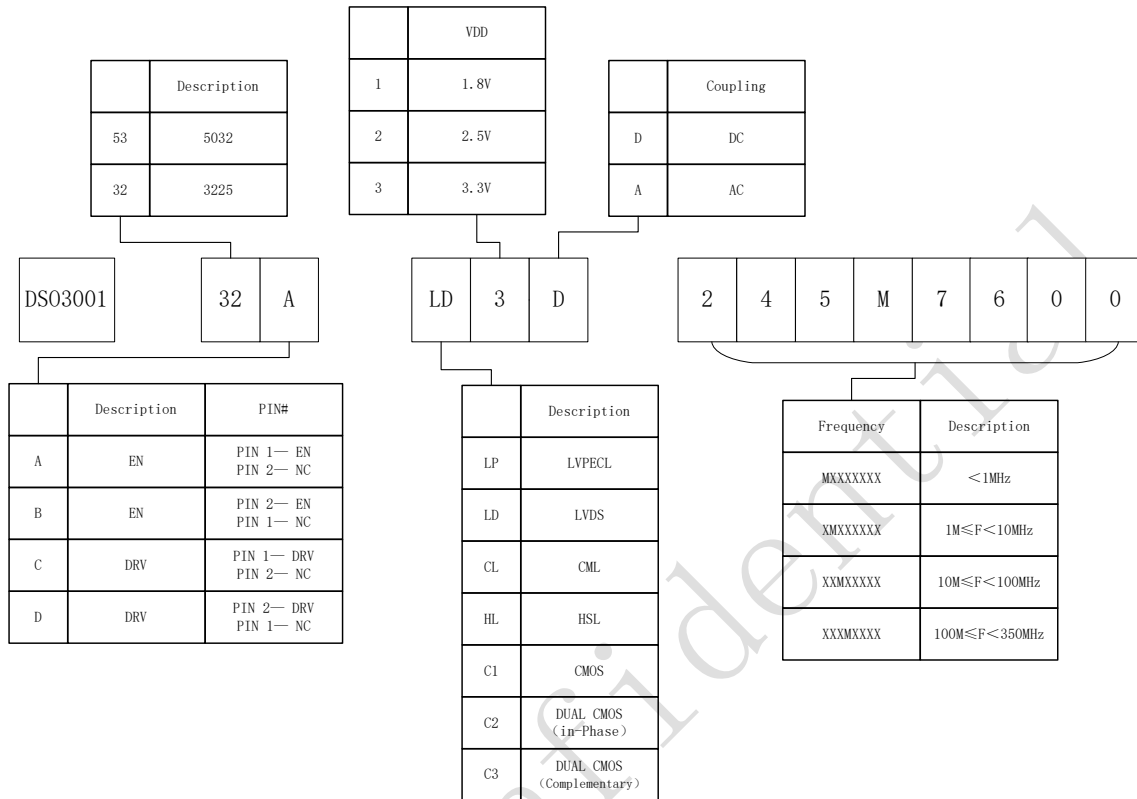 VDD
1 1.8V
2 2.5V
3 3.3V
Description
53 5032
32 3225
Coupling
D DC
A AC
DSO3001 32 A LD 3 D 2 4 5 M 7 6 0 0
Description PIN#
A EN PIN 1— EN
PIN 2— NC
B EN PIN 2— EN
PIN 1— NC
C DRV PIN 1— DRV
PIN 2— NC
D DRV PIN 2— DRV
PIN 1— NC
Description
LP LVPECL
LD LVDS
CL CML
HL HSL
C1 CMOS
C2 DUAL CMOS
(in-Phase)
C3 DUAL CMOS
(Complementary)
Frequency Description
MXXXXXXX <1MHz
XMXXXXXX 1M≤F<10MHz
XXMXXXXX 10M≤F<100MHz
XXXMXXXX 100M≤F<350MHz
fidential